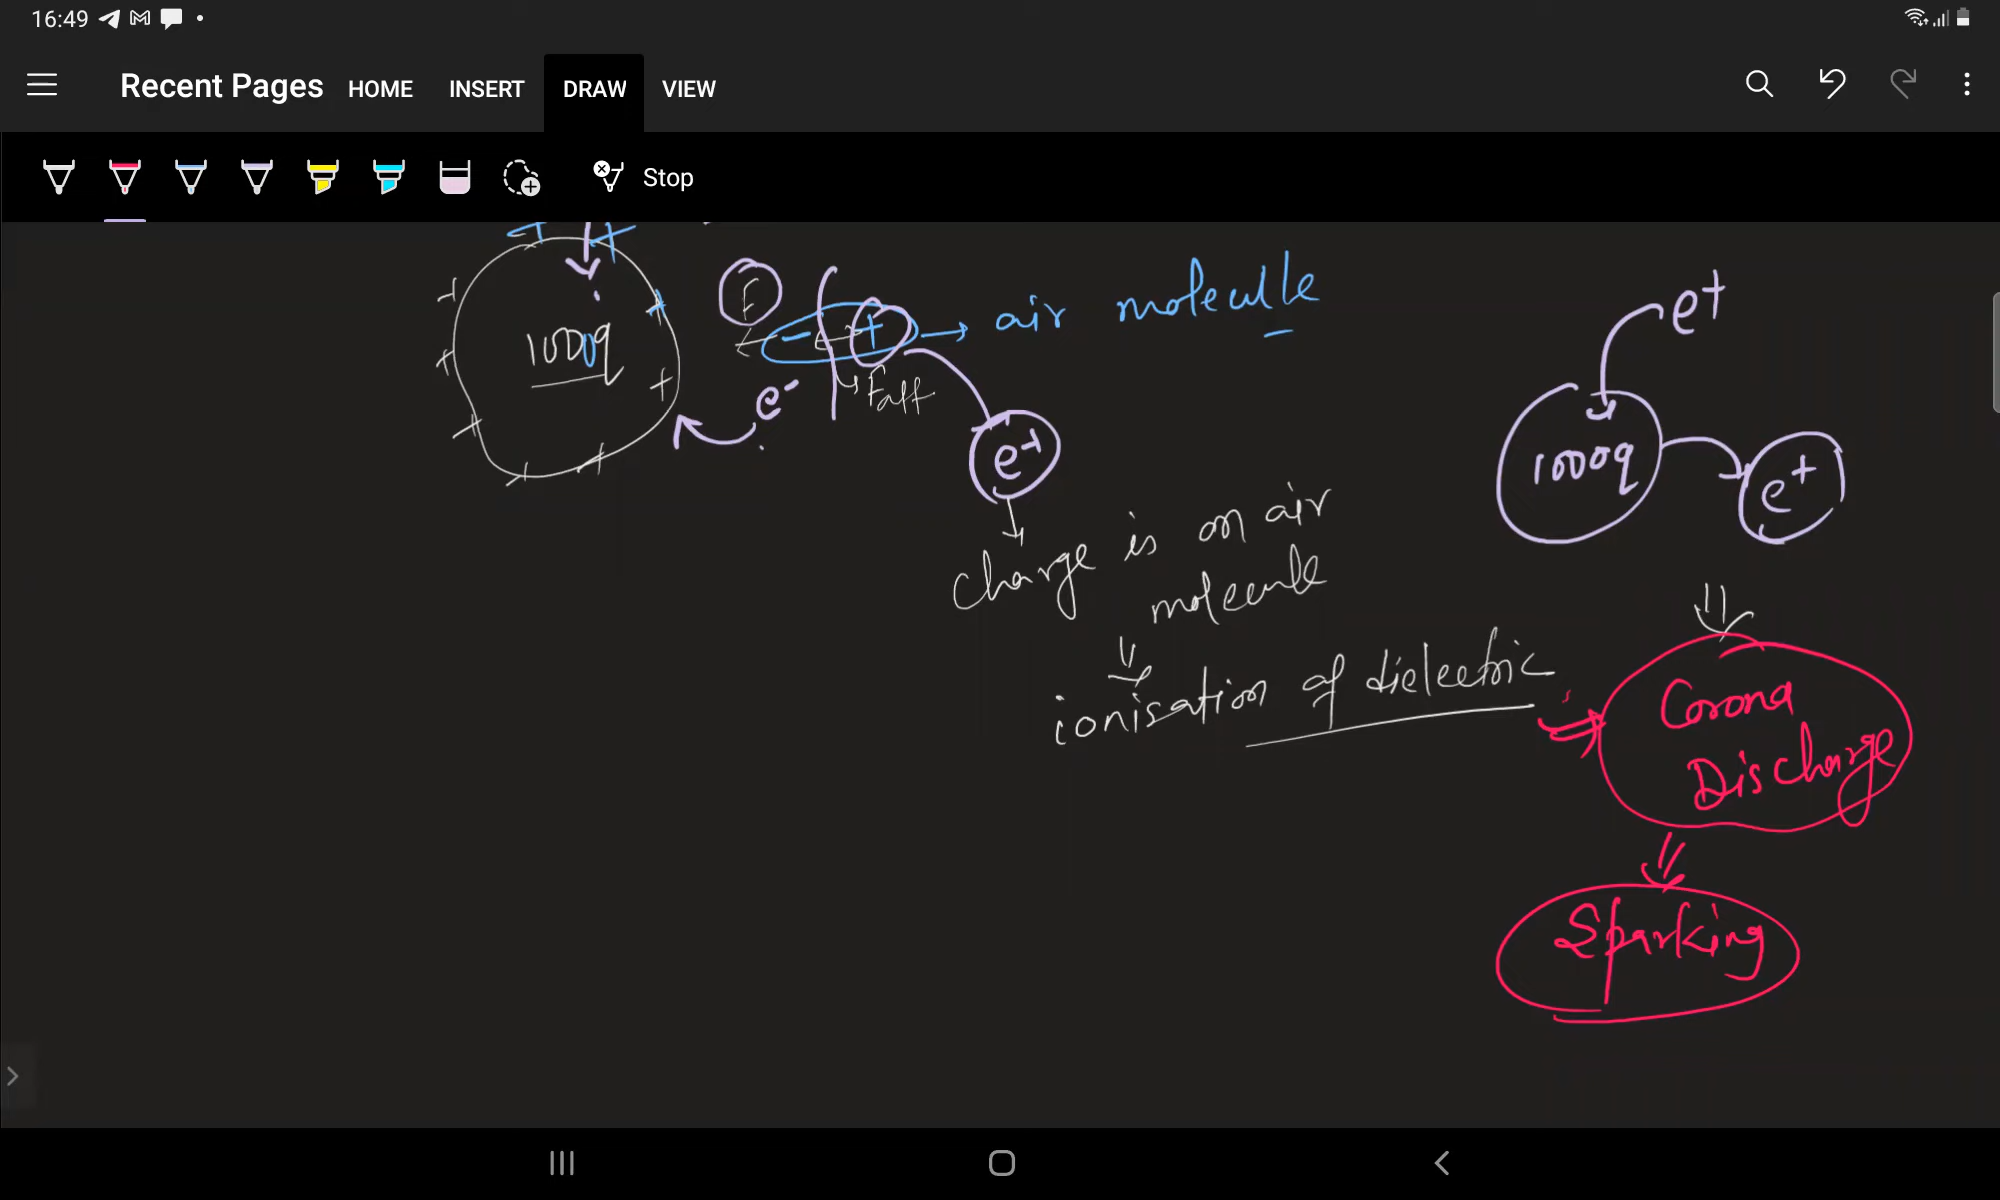 16:49
Recent Pages HOME INSERT DRAW VIEW
Stop
+ +
1000q
F
- +
→ air molecule
Fatt
e-
e+
charge is on air
molecule
ionisation of dielectric
e+
1000q
e+
Corona
Discharge
Sparking